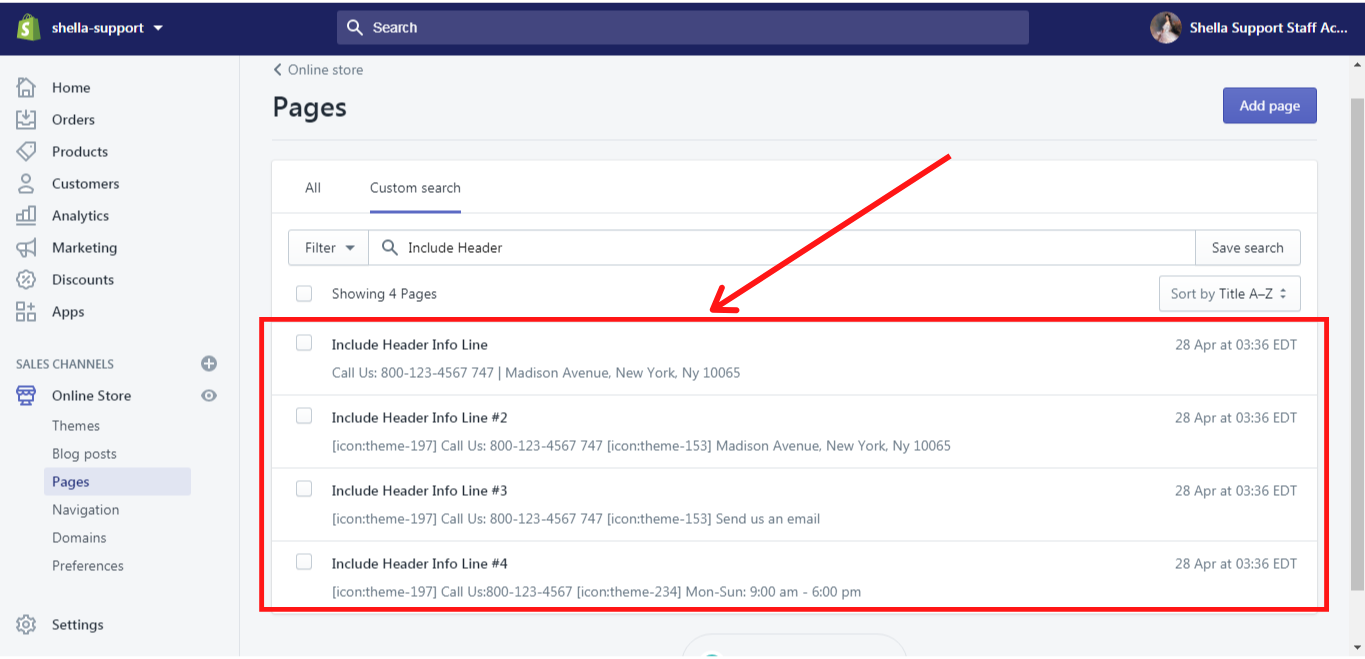 shella-support
Search
Shella Support Staff Ac...
Home
Orders
Products
Customers
Analytics
Marketing
Discounts
Apps
SALES CHANNELS
Online Store
Themes
Blog posts
Pages
Navigation
Domains
Preferences
Settings
Online store
Pages
Add page
All
Custom search
Filter
Include Header
Save search
Showing 4 Pages
Sort by Title A–Z
Include Header Info Line
28 Apr at 03:36 EDT
Call Us: 800-123-4567 747 | Madison Avenue, New York, Ny 10065
Include Header Info Line #2
28 Apr at 03:36 EDT
[icon:theme-197] Call Us: 800-123-4567 747 [icon:theme-153] Madison Avenue, New York, Ny 10065
Include Header Info Line #3
28 Apr at 03:36 EDT
[icon:theme-197] Call Us: 800-123-4567 747 [icon:theme-153] Send us an email
Include Header Info Line #4
28 Apr at 03:36 EDT
[icon:theme-197] Call Us:800-123-4567 [icon:theme-234] Mon-Sun: 9:00 am - 6:00 pm